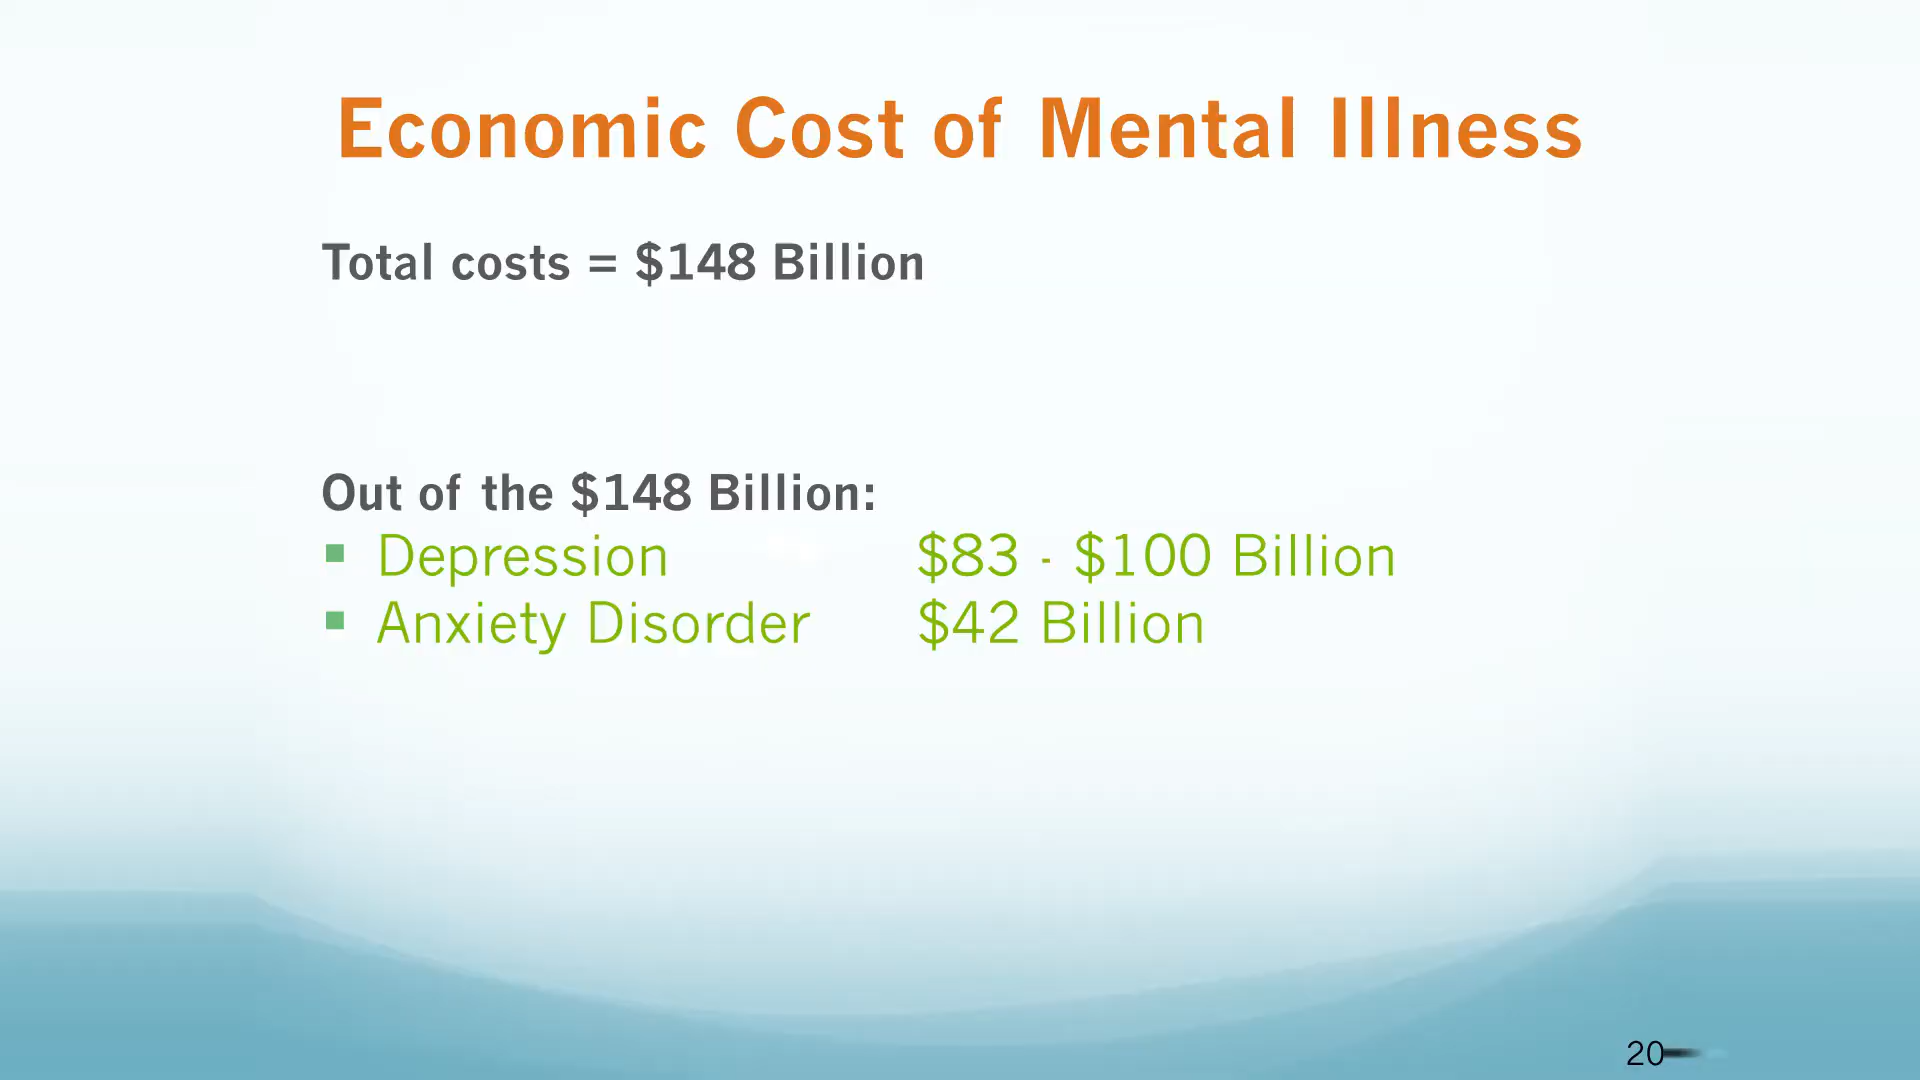 Economic Cost of Mental Illness
Total costs = $148 Billion
Out of the $148 Billion:
▪ Depression $83 - $100 Billion
▪ Anxiety Disorder $42 Billion
20